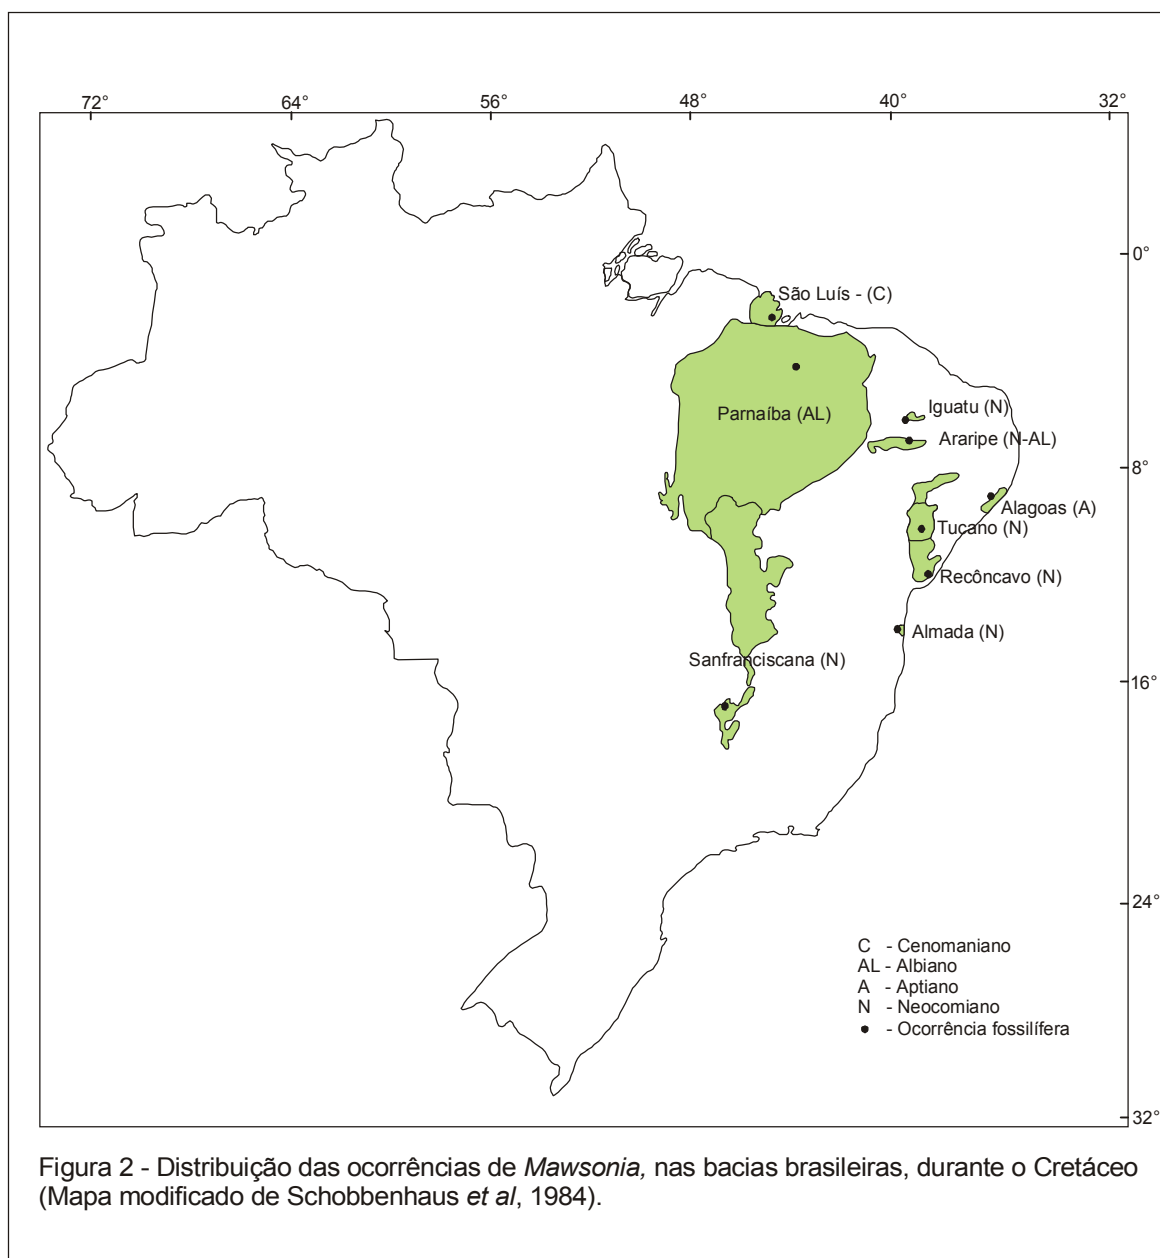 72° 64° 56° 48° 40° 32°
0°
São Luís - (C)
Parnaíba (AL)
Iguatu (N)
Araripe (N-AL)
8°
Alagoas (A)
Tucano (N)
Recôncavo (N)
Almada (N)
Sanfranciscana (N)
16°
24°
C - Cenomaniano
AL - Albiano
A - Aptiano
N - Neocomiano
- Ocorrência fossilífera
32°
Figura 2 - Distribuição das ocorrências de Mawsonia, nas bacias brasileiras, durante o Cretáceo
(Mapa modificado de Schobbenhaus et al, 1984).